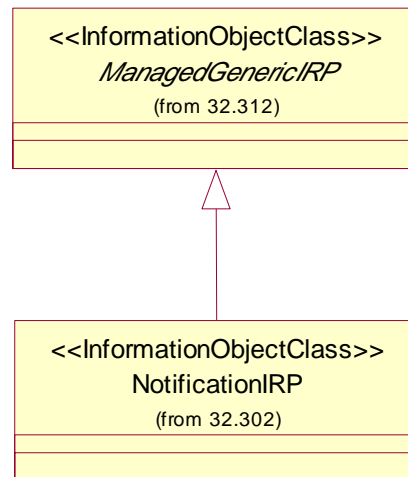 <<InformationObjectClass>>
ManagedGenericIRP
(from 32.312)
<<InformationObjectClass>>
NotificationIRP
(from 32.302)